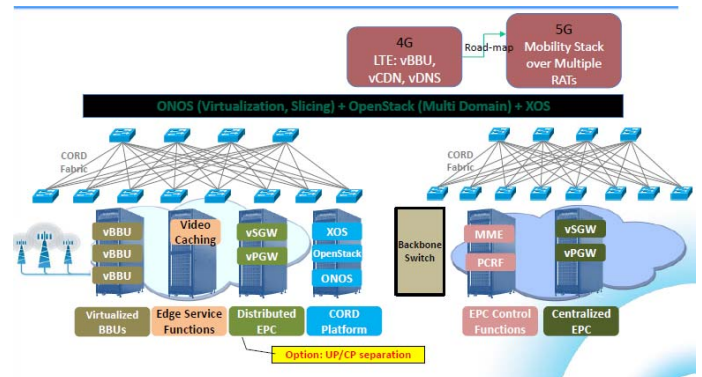 4G
LTE: vBBU,
vCDN, vDNS
Road-map
5G
Mobility Stack
over Multiple
RATs
ONOS (Virtualization, Slicing) + OpenStack (Multi Domain) + XOS
CORD
Fabric
CORD
Fabric
vBBU
vBBU
vBBU
Video
Caching
vSGW
vPGW
XOS
OpenStack
ONOS
Backbone
Switch
MME
PCRF
vSGW
vPGW
Virtualized
BBUs
Edge Service
Functions
Distributed
EPC
CORD
Platform
EPC Control
Functions
Centralized
EPC
Option: UP/CP separation